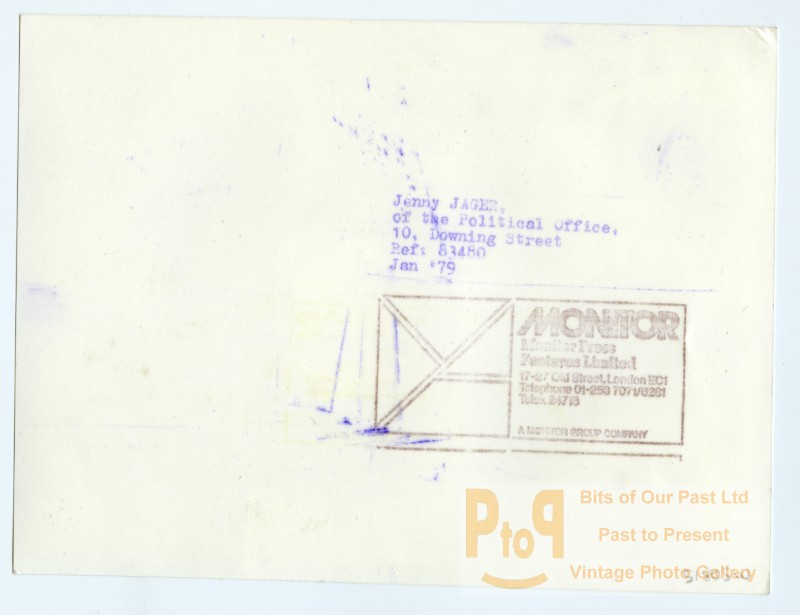 Jenny JAGER,
of the Political Office,
10, Downing Street
Ref: 83480
Jan '79
MONITOR
Monitor Press
Features Limited
17-27 Old Street, London EC1
Telephone 01-253 7071/6281
Telex 24718
A MONITOR GROUP COMPANY
PtoP
Bits of Our Past Ltd
Past to Present
Vintage Photo Gallery